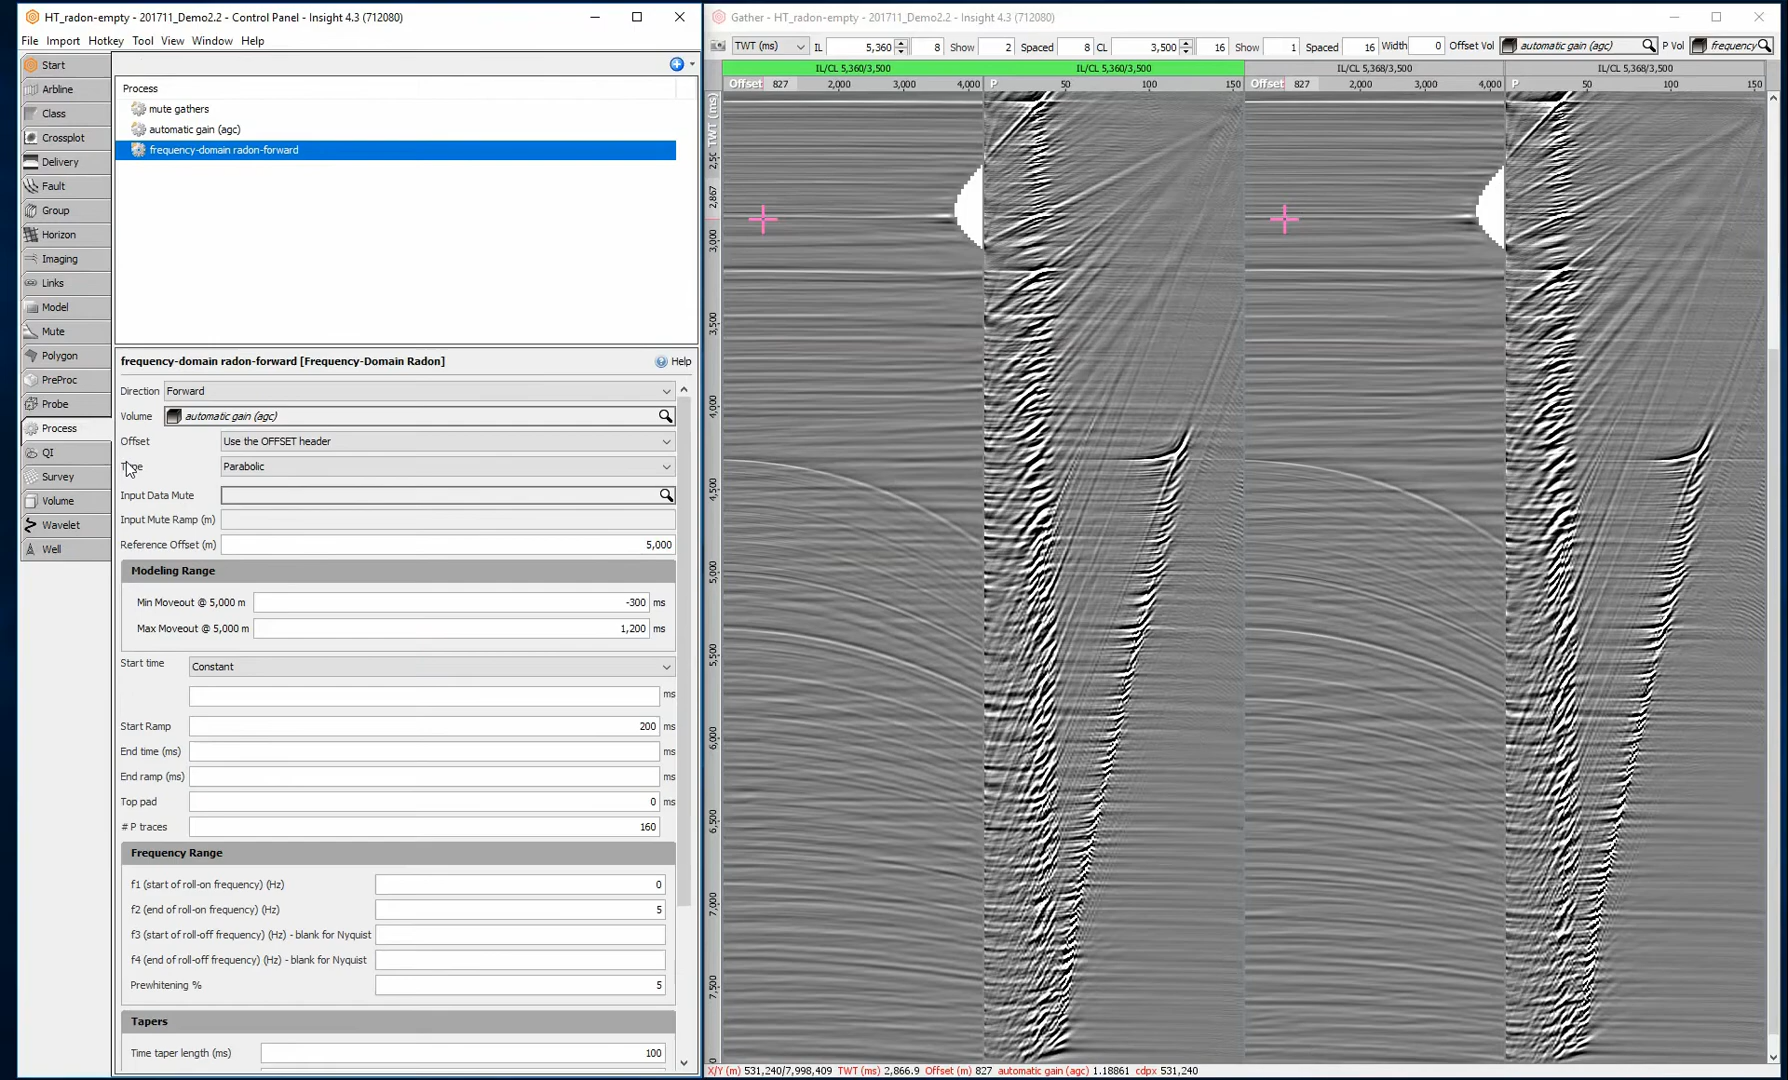 HT_radon-empty - 201711_Demo2.2 - Control Panel - Insight 4.3 (712080)
File Import Hotkey Tool View Window Help
Start
Arbline
Class
Crossplot
Delivery
Fault
Group
Horizon
Imaging
Links
Model
Mute
Polygon
PreProc
Probe
Process
QI
Survey
Volume
Wavelet
Well
Process
mute gathers
automatic gain (agc)
frequency-domain radon-forward
frequency-domain radon-forward [Frequency-Domain Radon] Help
Direction Forward
Volume automatic gain (agc)
Offset Use the OFFSET header
Parabolic
Input Data Mute
Input Mute Ramp (m)
Reference Offset (m) 5,000
Modeling Range
Min Moveout @ 5,000 m -300 ms
Max Moveout @ 5,000 m 1,200 ms
Start time Constant
ms
Start Ramp 200 ms
End time (ms) ms
End ramp (ms) ms
Top pad 0 ms
# P traces 160
Frequency Range
f1 (start of roll-on frequency) (Hz) 0
f2 (end of roll-on frequency) (Hz) 5
f3 (start of roll-off frequency) (Hz) - blank for Nyquist
f4 (end of roll-off frequency) (Hz) - blank for Nyquist
Prewhitening % 5
Tapers
Time taper length (ms) 100
Gather - HT_radon-empty - 201711_Demo2.2 - Insight 4.3 (712080)
TWT (ms) IL 5,360 8 Show 2 Spaced 8 CL 3,500 16 Show 1 Spaced 16 Width 0 Offset Vol automatic gain (agc) P Vol frequency
IL/CL 5,360/3,500 IL/CL 5,360/3,500 IL/CL 5,368/3,500 IL/CL 5,368/3,500
Offset 827 2,000 3,000 4,000 P 50 100 150 Offset 827 2,000 3,000 4,000 P 50 100 150
TWT (ms)
2,867
3,000
3,500
4,000
4,500
5,000
5,500
6,000
6,500
7,000
7,500
X/Y (m) 531,240/7,998,409 TWT (ms) 2,866.9 Offset (m) 827 automatic gain (agc) 1.18861 cdpx 531,240